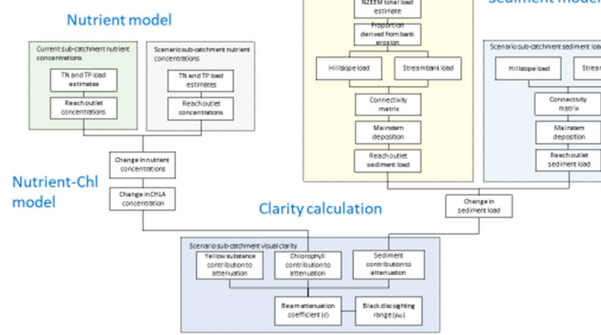 Nutrient model
Current sub-catchment nutrient
concentrations
TN and TP load
estimates
Reach outlet
concentrations
Scenario sub-catchment nutrient
concentrations
TN and TP load
estimates
Reach outlet
concentrations
Change in nutrient
concentrations
Nutrient-Chl
model
Change in CHLA
concentration
NZEEM total load
estimate
Proportion
derived from bank
erosion
Hillslope load
Streambank load
Connectivity
matrix
Mainstem
deposition
Reach outlet
sediment load
Sediment model
Scenario sub-catchment sediment load
Hillslope load
Strea
Connectivity
matrix
Mainstem
deposition
Reach outlet
sediment load
Change in
sediment load
Clarity calculation
Scenario sub-catchment visual clarity
Yellow substance
contribution to
attenuation
Chlorophyll
contribution to
attenuation
Sediment
contribution to
attenuation
Beam attenuation
coefficient (c)
Black disc sighting
range